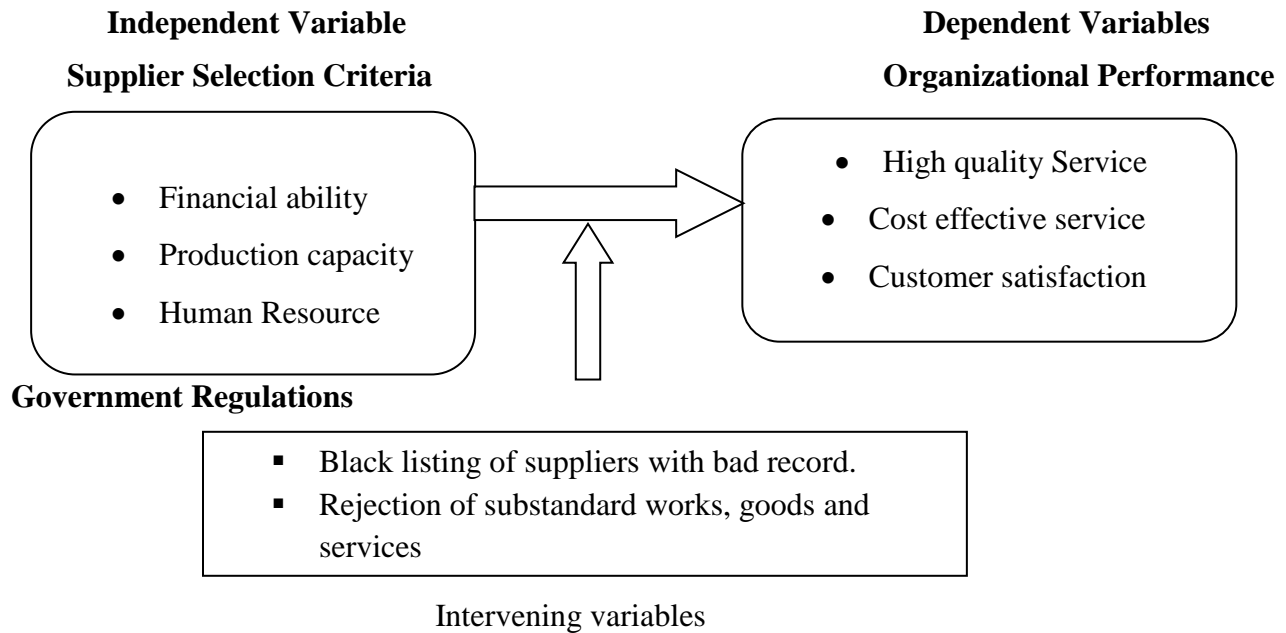 Independent Variable
Supplier Selection Criteria
Dependent Variables
Organizational Performance
• Financial ability
• Production capacity
• Human Resource
• High quality Service
• Cost effective service
• Customer satisfaction
Government Regulations
▪ Black listing of suppliers with bad record.
▪ Rejection of substandard works, goods and
services
Intervening variables